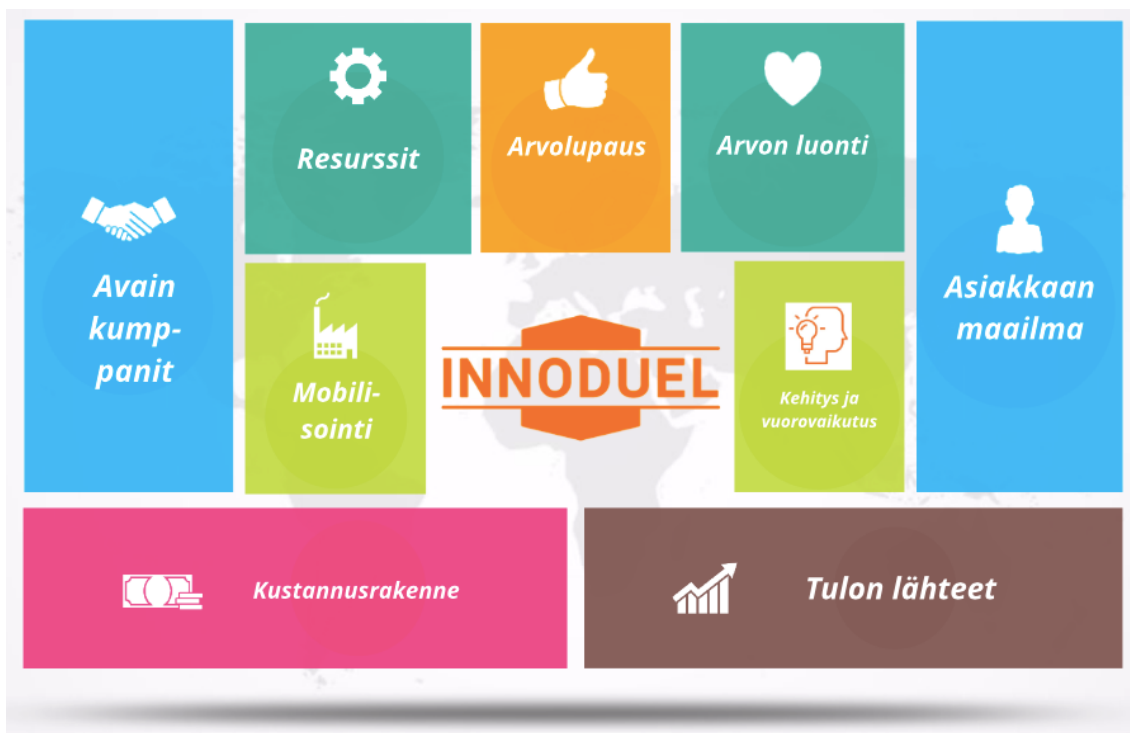 Avain
kump-
panit
Resurssit
Arvolupaus
Arvon luonti
Asiakkaan
maailma
Mobili-
sointi
INNODUEL
Kehitys ja
vuorovaikutus
Kustannusrakenne
Tulon lähteet